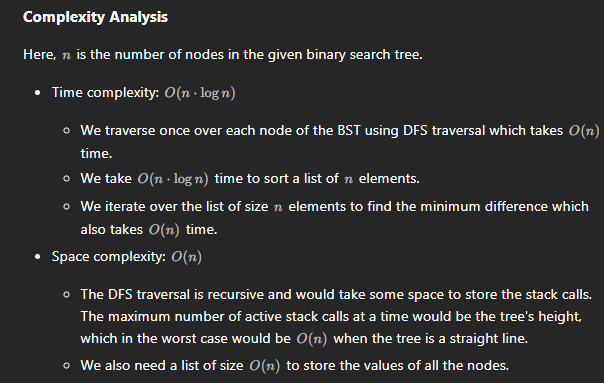 Complexity Analysis
Here, n is the number of nodes in the given binary search tree.
• Time complexity: O(n · log n)
○ We traverse once over each node of the BST using DFS traversal which takes O(n)
time.
○ We take O(n · log n) time to sort a list of n elements.
○ We iterate over the list of size n elements to find the minimum difference which
also takes O(n) time.
• Space complexity: O(n)
○ The DFS traversal is recursive and would take some space to store the stack calls.
The maximum number of active stack calls at a time would be the tree's height,
which in the worst case would be O(n) when the tree is a straight line.
○ We also need a list of size O(n) to store the values of all the nodes.